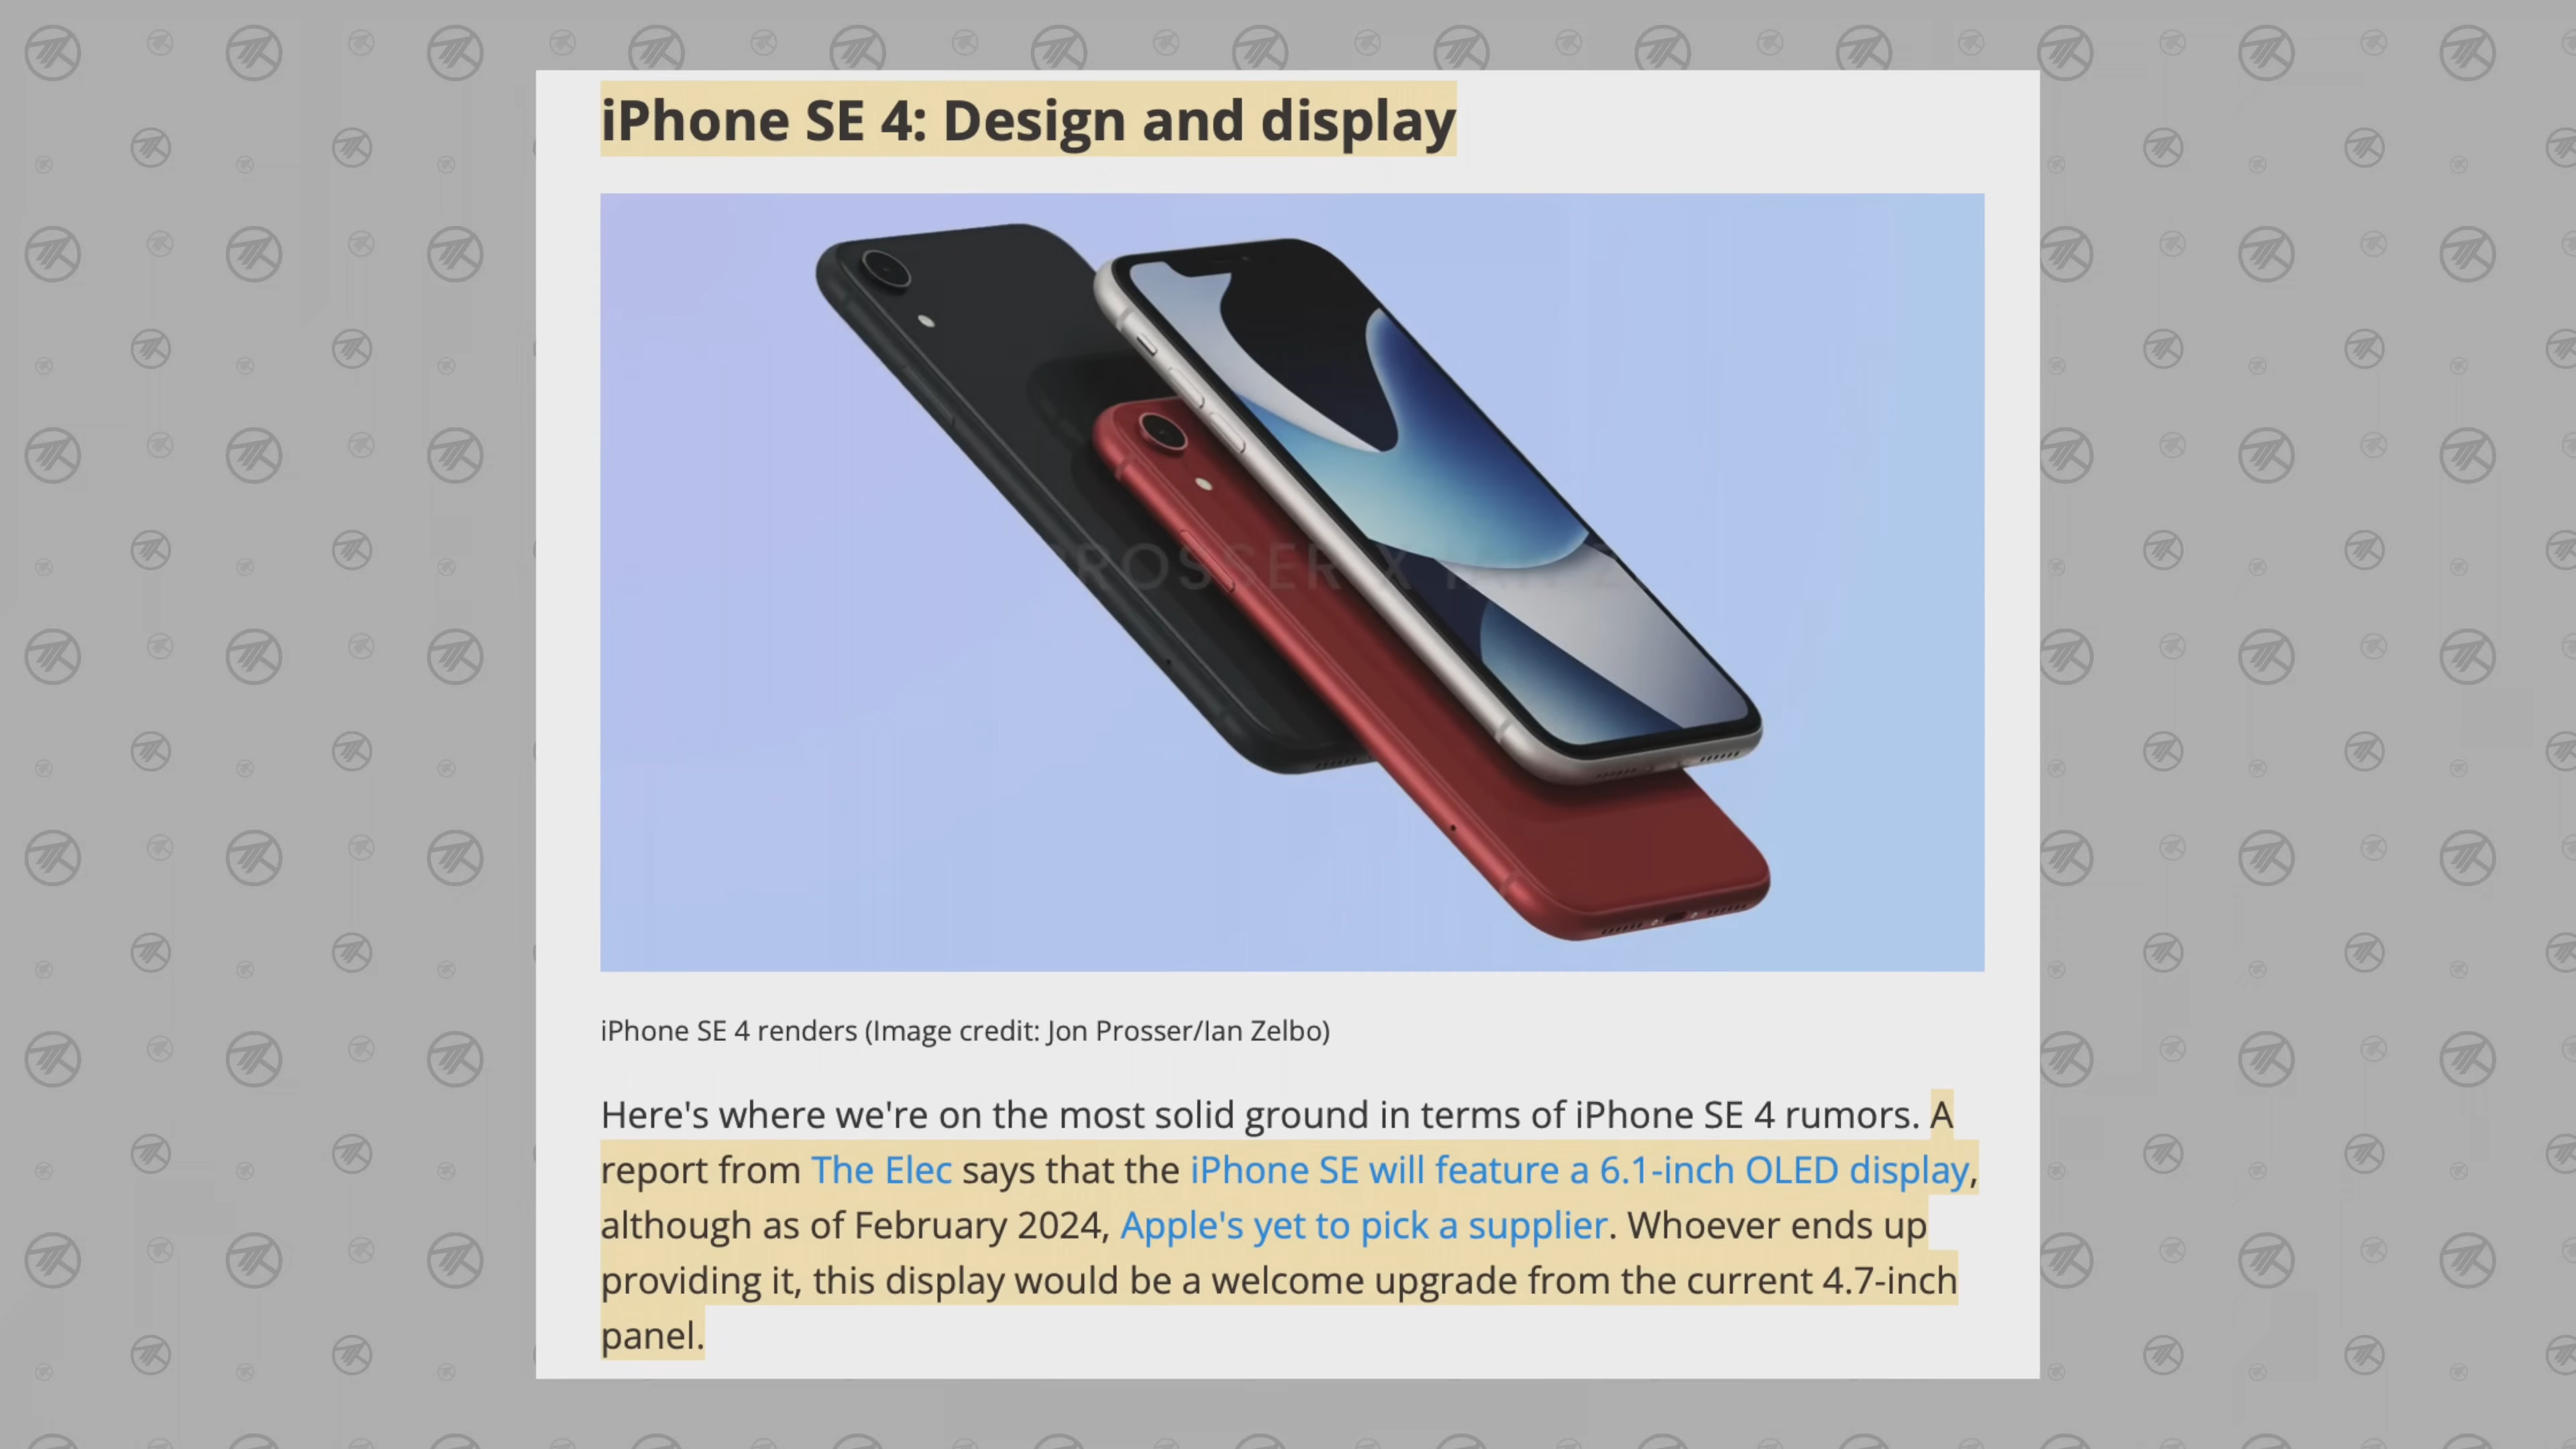 iPhone SE 4: Design and display
ROSSER X
iPhone SE 4 renders (Image credit: Jon Prosser/Ian Zelbo)
Here's where we're on the most solid ground in terms of iPhone SE 4 rumors. A
report from The Elec says that the iPhone SE will feature a 6.1-inch OLED display,
although as of February 2024, Apple's yet to pick a supplier. Whoever ends up
providing it, this display would be a welcome upgrade from the current 4.7-inch
panel.